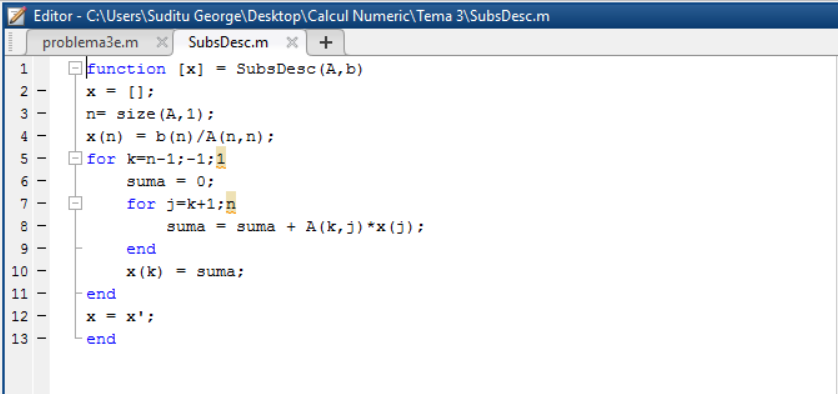 Editor - C:\Users\Suditu George\Desktop\Calcul Numeric\Tema 3\SubsDesc.m
problema3e.m × SubsDesc.m × +
1 function [x] = SubsDesc(A,b)
2 - x = [];
3 - n= size(A,1);
4 - x(n) = b(n)/A(n,n);
5 - for k=n-1;-1;1
6 - suma = 0;
7 - for j=k+1;n
8 - suma = suma + A(k,j)*x(j);
9 - end
10 - x(k) = suma;
11 - end
12 - x = x';
13 - end